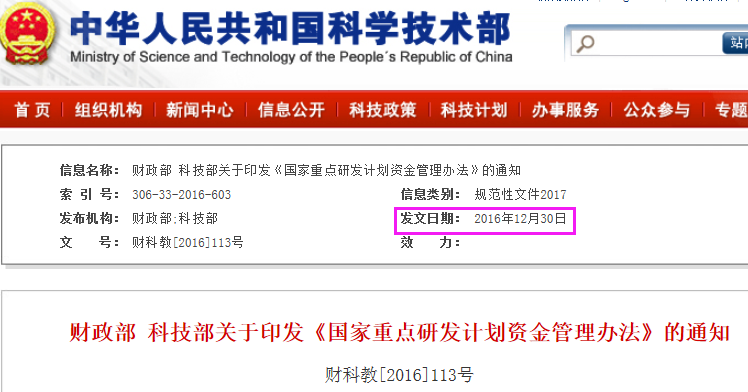 中华人民共和国科学技术部
Ministry of Science and Technology of the People´s Republic of China
站内
首 页 组织机构 新闻中心 信息公开 科技政策 科技计划 办事服务 公众参与 专题
信息名称： 财政部 科技部关于印发《国家重点研发计划资金管理办法》的通知
索 引 号： 306-33-2016-603 信息类别： 规范性文件2017
发布机构： 财政部;科技部 发文日期： 2016年12月30日
文 号： 财科教[2016]113号 效 力：
财政部 科技部关于印发《国家重点研发计划资金管理办法》的通知
财科教[2016]113号